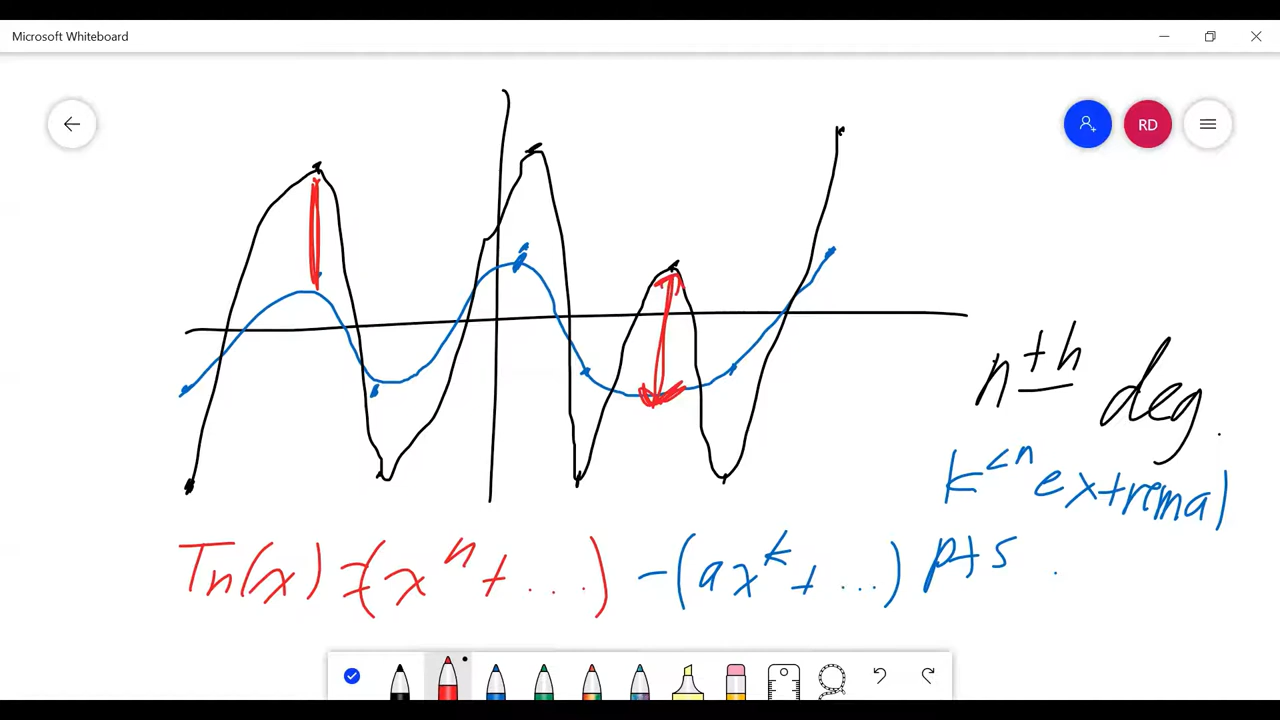 Microsoft Whiteboard
RD
nth deg.
k<n extremal
pts.
Tn(x) = (x^n + ...) - (ax^k + ...)